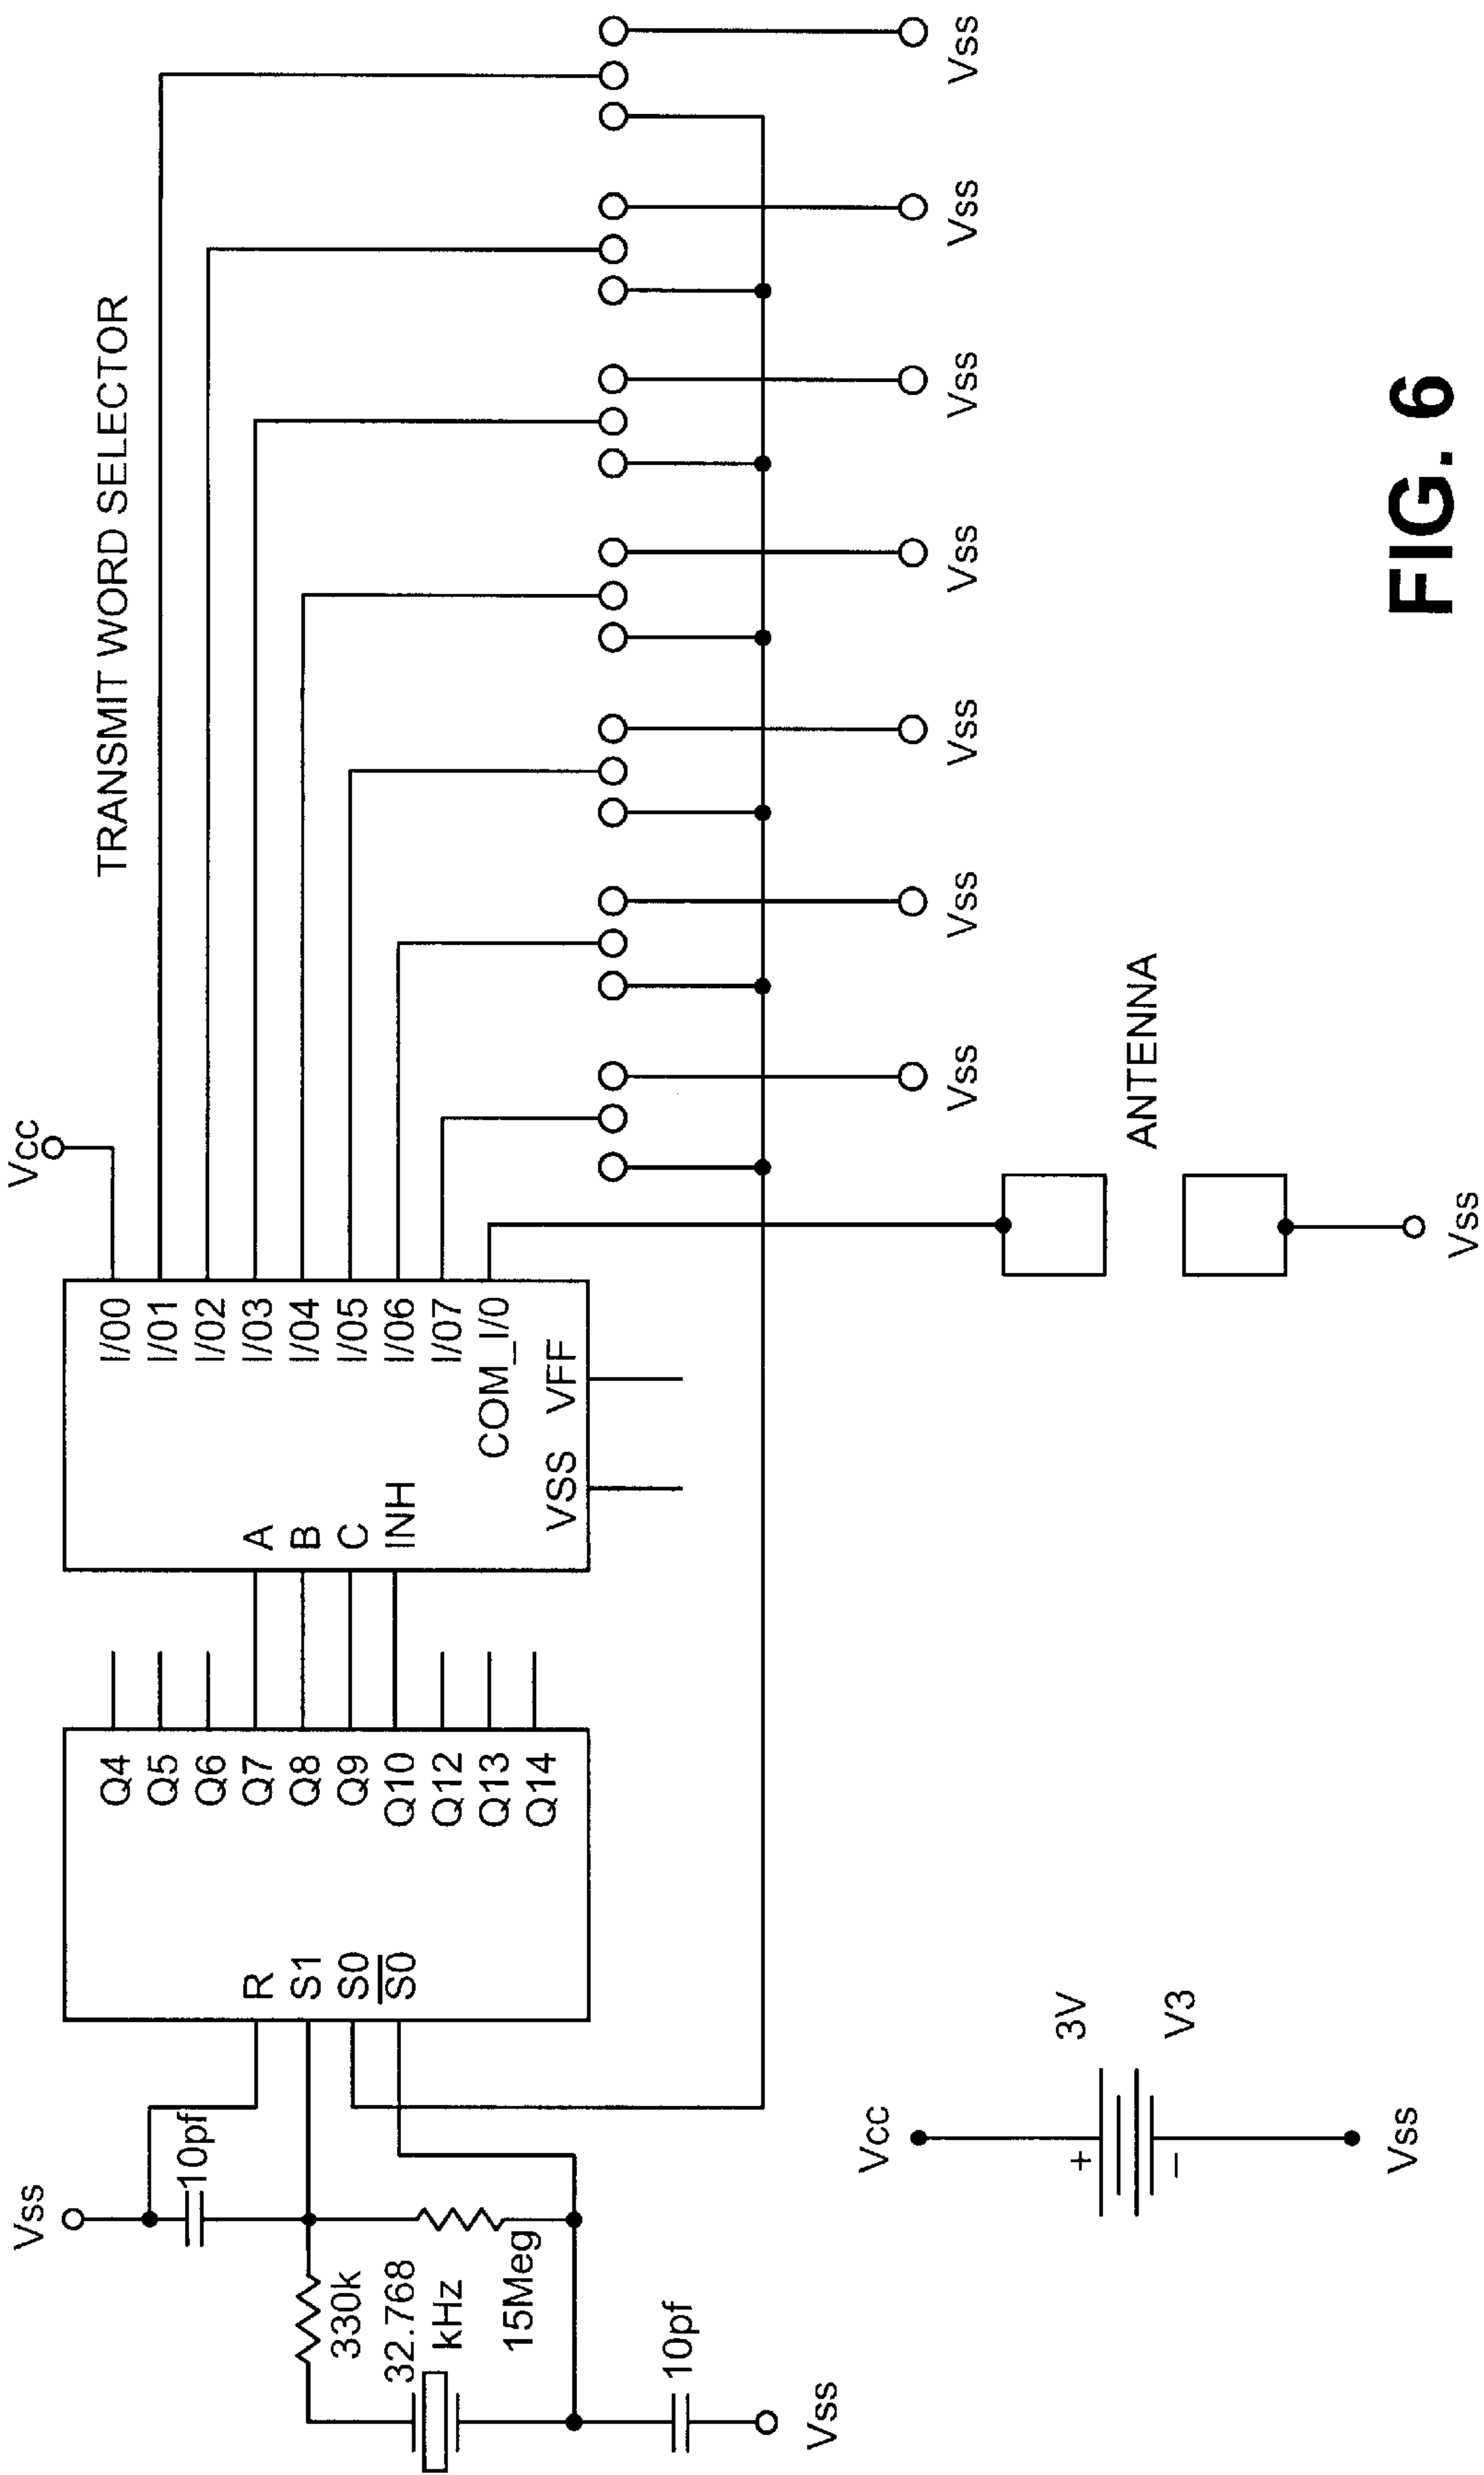 TRANSMIT WORD SELECTOR
Vcc
Vss
10pf
330k
32.768
kHz
15Meg
10pf
Vss
R
S1
S0
S0
Q4
Q5
Q6
Q7
Q8
Q9
Q10
Q12
Q13
Q14
A
B
C
INH
VSS VFF
I/00
I/01
I/02
I/03
I/04
I/05
I/06
I/07
COM_I/0
Vss
Vss
Vss
Vss
Vss
Vss
Vss
ANTENNA
Vss
Vcc
+
3V
V3
–
Vss
FIG. 6